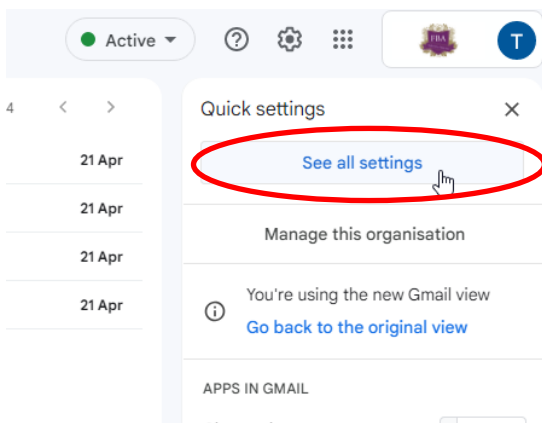 Active
FBA
T
4
Quick settings
See all settings
21 Apr
21 Apr
Manage this organisation
21 Apr
You're using the new Gmail view
21 Apr
Go back to the original view
APPS IN GMAIL